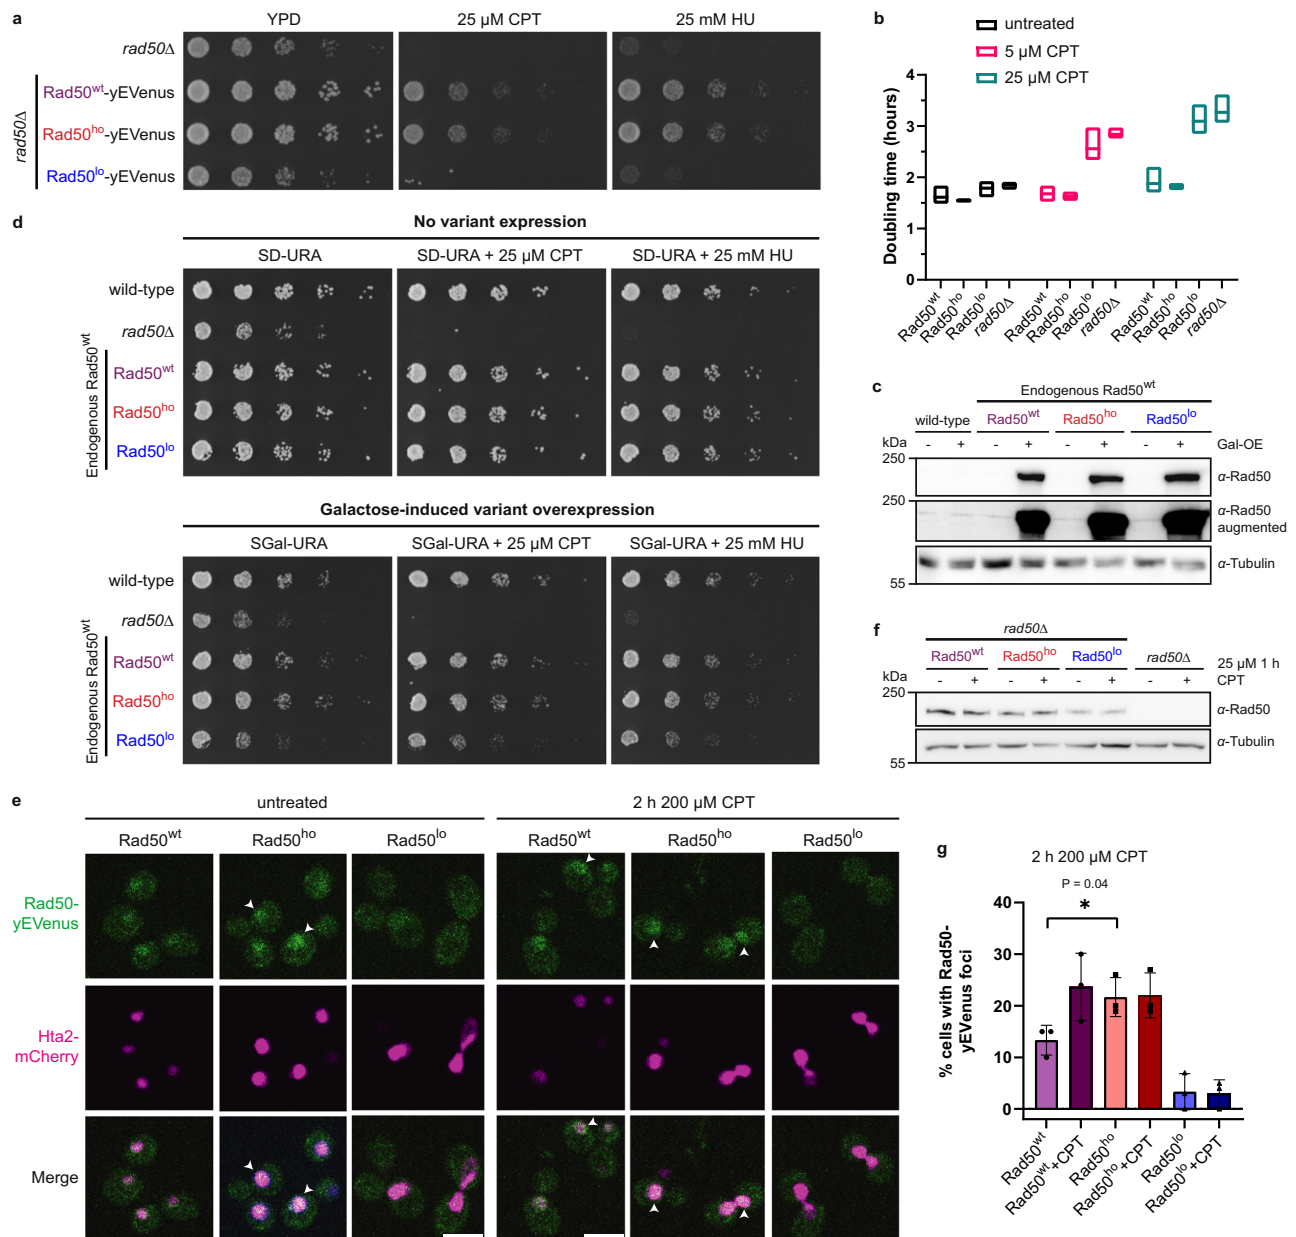 a
YPD
25 µM CPT
25 mM HU
rad50Δ
rad50Δ
Rad50wt-yEVenus
Rad50ho-yEVenus
Rad50lo-yEVenus
b
untreated
5 µM CPT
25 µM CPT
Doubling time (hours)
4
3
2
1
0
Rad50wt
Rad50ho
Rad50lo
rad50Δ
Rad50wt
Rad50ho
Rad50lo
rad50Δ
Rad50wt
Rad50ho
Rad50lo
rad50Δ
c
Endogenous Rad50wt
wild-type
Rad50wt
Rad50ho
Rad50lo
kDa
- + - + - + - +
Gal-OE
250
α-Rad50
250
α-Rad50
augmented
α-Tubulin
55
d
No variant expression
SD-URA
SD-URA + 25 µM CPT
SD-URA + 25 mM HU
wild-type
rad50Δ
Endogenous Rad50wt
Rad50wt
Rad50ho
Rad50lo
Galactose-induced variant overexpression
SGal-URA
SGal-URA + 25 µM CPT
SGal-URA + 25 mM HU
wild-type
rad50Δ
Endogenous Rad50wt
Rad50wt
Rad50ho
Rad50lo
f
rad50Δ
Rad50wt
Rad50ho
Rad50lo
rad50Δ
25 µM 1 h
CPT
kDa
- + - + - + - +
250
α-Rad50
α-Tubulin
55
e
untreated
2 h 200 µM CPT
Rad50wt
Rad50ho
Rad50lo
Rad50wt
Rad50ho
Rad50lo
Rad50-
yEVenus
Hta2-
mCherry
Merge
g
2 h 200 µM CPT
P = 0.04
*
% cells with Rad50-
yEVenus foci
40
30
20
10
0
Rad50wt
Rad50wt+CPT
Rad50ho
Rad50ho+CPT
Rad50lo
Rad50lo+CPT